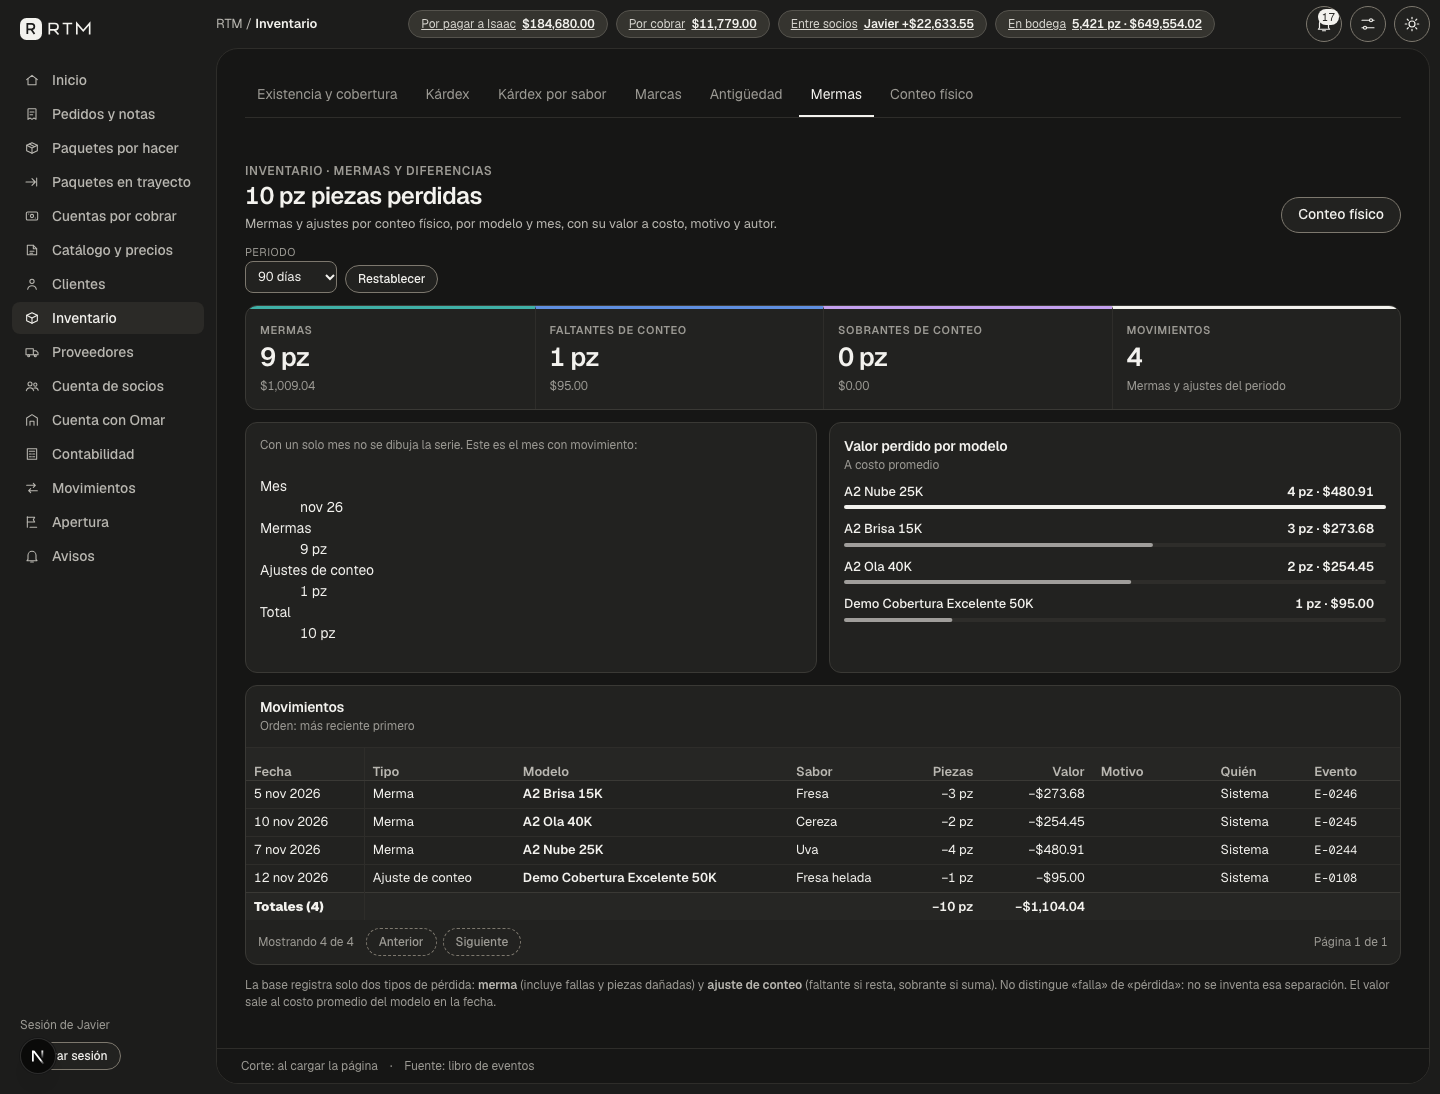 R RTM
RTM / Inventario
Por pagar a Isaac $184,680.00
Por cobrar $11,779.00
Entre socios Javier +$22,633.55
En bodega 5,421 pz · $649,554.02
17
Inicio
Pedidos y notas
Paquetes por hacer
Paquetes en trayecto
Cuentas por cobrar
Catálogo y precios
Clientes
Inventario
Proveedores
Cuenta de socios
Cuenta con Omar
Contabilidad
Movimientos
Apertura
Avisos
Sesión de Javier
N ar sesión
Existencia y cobertura Kárdex Kárdex por sabor Marcas Antigüedad Mermas Conteo físico
INVENTARIO · MERMAS Y DIFERENCIAS
10 pz piezas perdidas
Mermas y ajustes por conteo físico, por modelo y mes, con su valor a costo, motivo y autor.
Conteo físico
PERIODO
90 días Restablecer
MERMAS
9 pz
$1,009.04
FALTANTES DE CONTEO
1 pz
$95.00
SOBRANTES DE CONTEO
0 pz
$0.00
MOVIMIENTOS
4
Mermas y ajustes del periodo
Con un solo mes no se dibuja la serie. Este es el mes con movimiento:
Mes
nov 26
Mermas
9 pz
Ajustes de conteo
1 pz
Total
10 pz
Valor perdido por modelo
A costo promedio
A2 Nube 25K 4 pz · $480.91
A2 Brisa 15K 3 pz · $273.68
A2 Ola 40K 2 pz · $254.45
Demo Cobertura Excelente 50K 1 pz · $95.00
Movimientos
Orden: más reciente primero
Fecha Tipo Modelo Sabor Piezas Valor Motivo Quién Evento
5 nov 2026 Merma A2 Brisa 15K Fresa −3 pz −$273.68 Sistema E-0246
10 nov 2026 Merma A2 Ola 40K Cereza −2 pz −$254.45 Sistema E-0245
7 nov 2026 Merma A2 Nube 25K Uva −4 pz −$480.91 Sistema E-0244
12 nov 2026 Ajuste de conteo Demo Cobertura Excelente 50K Fresa helada −1 pz −$95.00 Sistema E-0108
Totales (4) −10 pz −$1,104.04
Mostrando 4 de 4 Anterior Siguiente Página 1 de 1
La base registra solo dos tipos de pérdida: merma (incluye fallas y piezas dañadas) y ajuste de conteo (faltante si resta, sobrante si suma). No distingue «falla» de «pérdida»: no se inventa esa separación. El valor
sale al costo promedio del modelo en la fecha.
Corte: al cargar la página · Fuente: libro de eventos